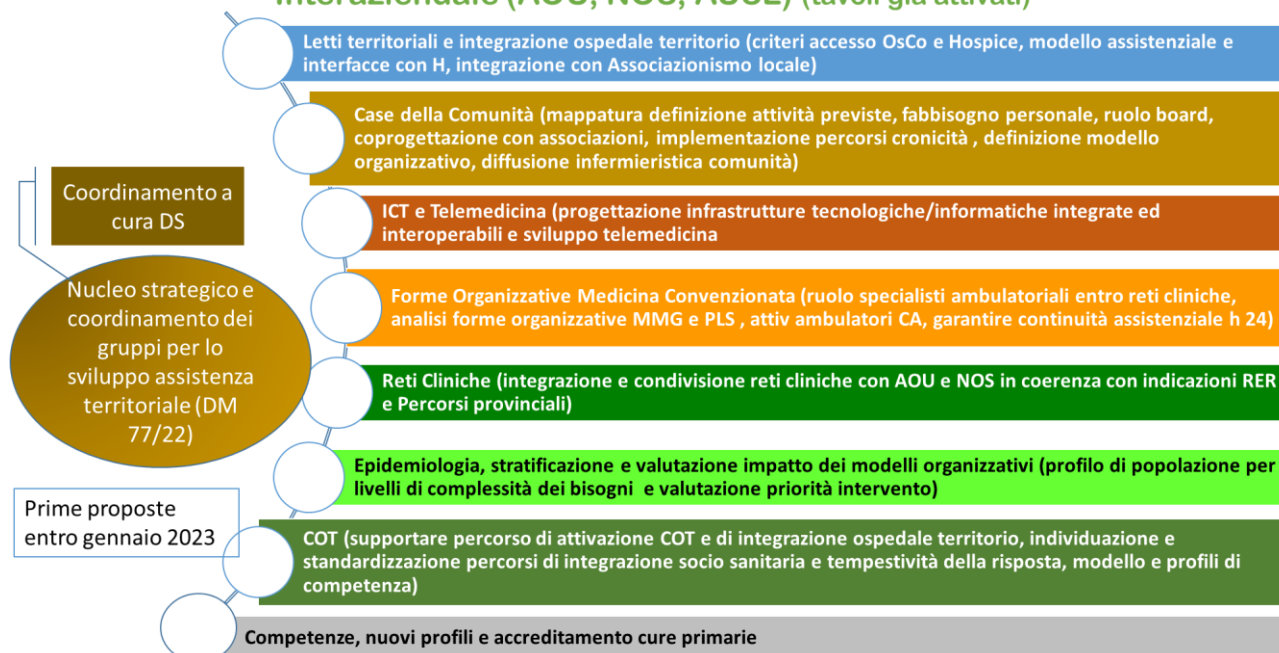 Interaziendale (AOU, NOS, AUSL) (tavoli già attivati)
Letti territoriali e integrazione ospedale territorio (criteri accesso OsCo e Hospice, modello assistenziale e
interfacce con H, integrazione con Associazionismo locale)
Case della Comunità (mappatura definizione attività previste, fabbisogno personale, ruolo board,
coprogettazione con associazioni, implementazione percorsi cronicità , definizione modello
organizzativo, diffusione infermieristica comunità)
Coordinamento a
cura DS
ICT e Telemedicina (progettazione infrastrutture tecnologiche/informatiche integrate ed
interoperabili e sviluppo telemedicina
Nucleo strategico e
coordinamento dei
gruppi per lo
sviluppo assistenza
territoriale (DM
77/22)
Forme Organizzative Medicina Convenzionata (ruolo specialisti ambulatoriali entro reti cliniche,
analisi forme organizzative MMG e PLS , attiv ambulatori CA, garantire continuità assistenziale h 24)
Reti Cliniche (integrazione e condivisione reti cliniche con AOU e NOS in coerenza con indicazioni RER
e Percorsi provinciali)
Epidemiologia, stratificazione e valutazione impatto dei modelli organizzativi (profilo di popolazione per
livelli di complessità dei bisogni e valutazione priorità intervento)
Prime proposte
entro gennaio 2023
COT (supportare percorso di attivazione COT e di integrazione ospedale territorio, individuazione e
standardizzazione percorsi di integrazione socio sanitaria e tempestività della risposta, modello e profili di
competenza)
Competenze, nuovi profili e accreditamento cure primarie